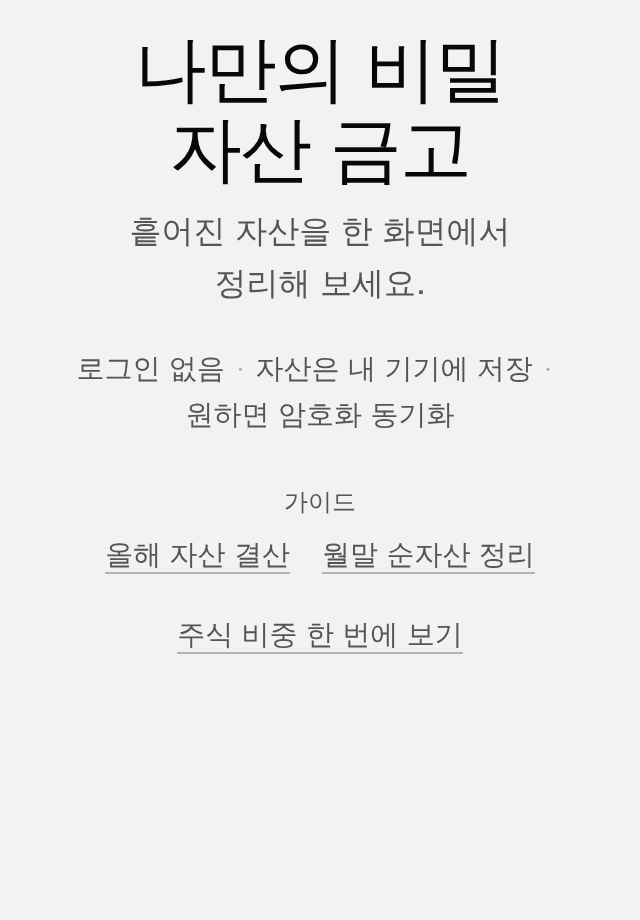 나만의 비밀
자산 금고
흩어진 자산을 한 화면에서
정리해 보세요.
로그인 없음 · 자산은 내 기기에 저장 ·
원하면 암호화 동기화
가이드
올해 자산 결산 월말 순자산 정리
주식 비중 한 번에 보기